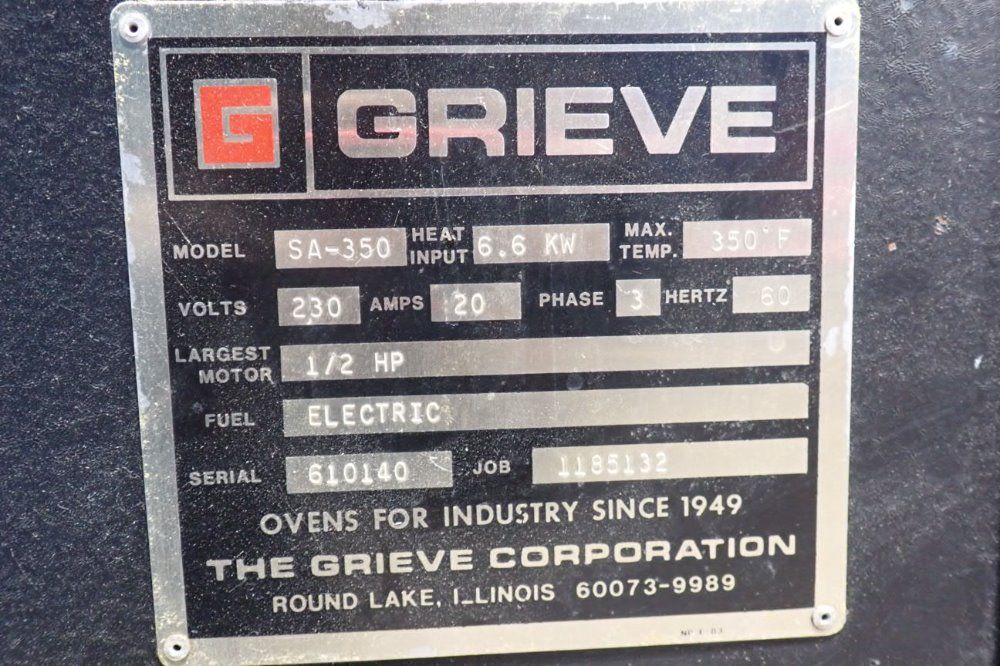 G GRIEVE
MODEL SA-350 HEAT INPUT 6.6 KW MAX. TEMP. 350°F
VOLTS 230 AMPS 20 PHASE 3 HERTZ 60
LARGEST MOTOR 1/2 HP
FUEL ELECTRIC
SERIAL 610140 JOB 1185132
OVENS FOR INDUSTRY SINCE 1949
THE GRIEVE CORPORATION
ROUND LAKE, ILLINOIS 60073-9989